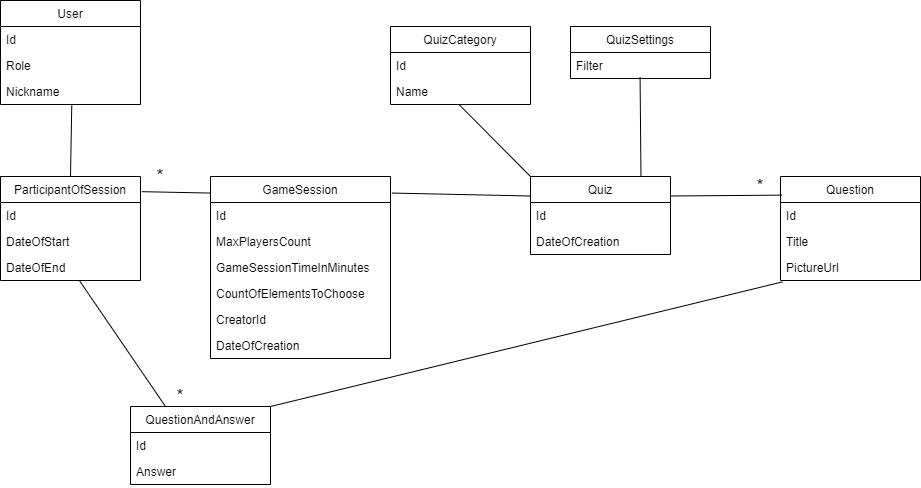 User
Id
Role
Nickname
QuizCategory
Id
Name
QuizSettings
Filter
ParticipantOfSession
Id
DateOfStart
DateOfEnd
*
GameSession
Id
MaxPlayersCount
GameSessionTimeInMinutes
CountOfElementsToChoose
CreatorId
DateOfCreation
Quiz
Id
DateOfCreation
*
Question
Id
Title
PictureUrl
*
QuestionAndAnswer
Id
Answer